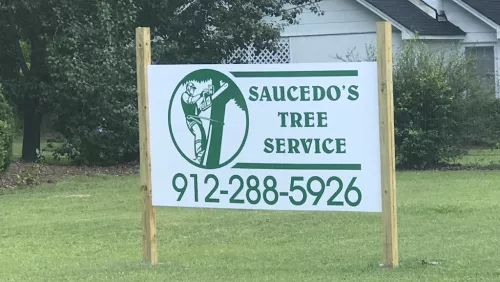 SAUCEDO'S
TREE
SERVICE
912-288-5926